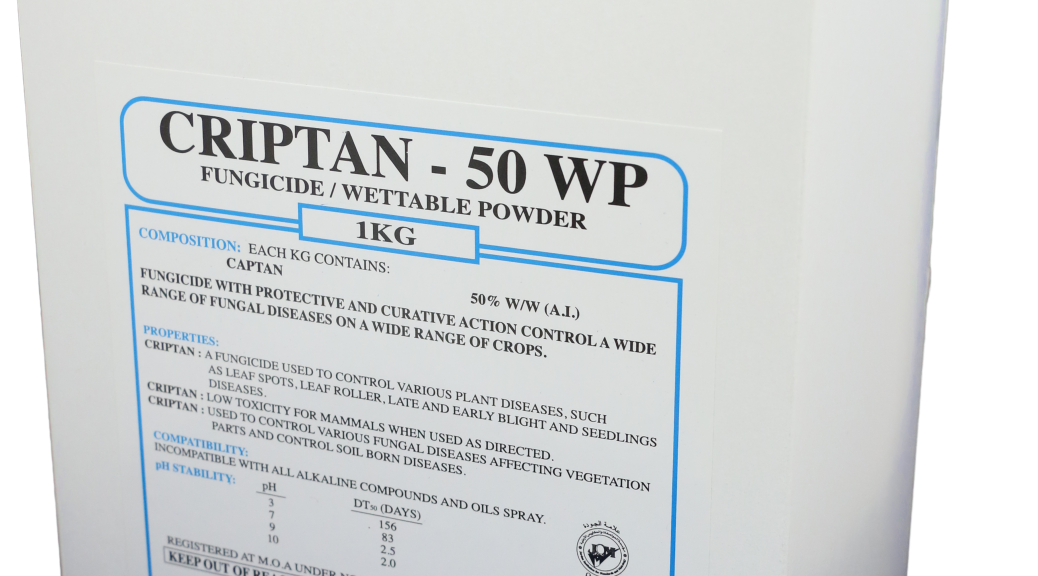 CRIPTAN - 50 WP
FUNGICIDE / WETTABLE POWDER
1KG
COMPOSITION: EACH KG CONTAINS:
CAPTAN 50% W/W (A.I.)
FUNGICIDE WITH PROTECTIVE AND CURATIVE ACTION CONTROL A WIDE
RANGE OF FUNGAL DISEASES ON A WIDE RANGE OF CROPS.
PROPERTIES:
CRIPTAN : A FUNGICIDE USED TO CONTROL VARIOUS PLANT DISEASES, SUCH
AS LEAF SPOTS, LEAF ROLLER, LATE AND EARLY BLIGHT AND SEEDLINGS
DISEASES.
CRIPTAN : LOW TOXICITY FOR MAMMALS WHEN USED AS DIRECTED.
CRIPTAN : USED TO CONTROL VARIOUS FUNGAL DISEASES AFFECTING VEGETATION
PARTS AND CONTROL SOIL BORN DISEASES.
COMPATIBILITY:
INCOMPATIBLE WITH ALL ALKALINE COMPOUNDS AND OILS SPRAY.
pH STABILITY:
pH DT50 (DAYS)
3 156
7 83
9 2.5
10 2.0
علامة الجودة
REGISTERED AT M.O.A UNDER
KEEP OUT OF